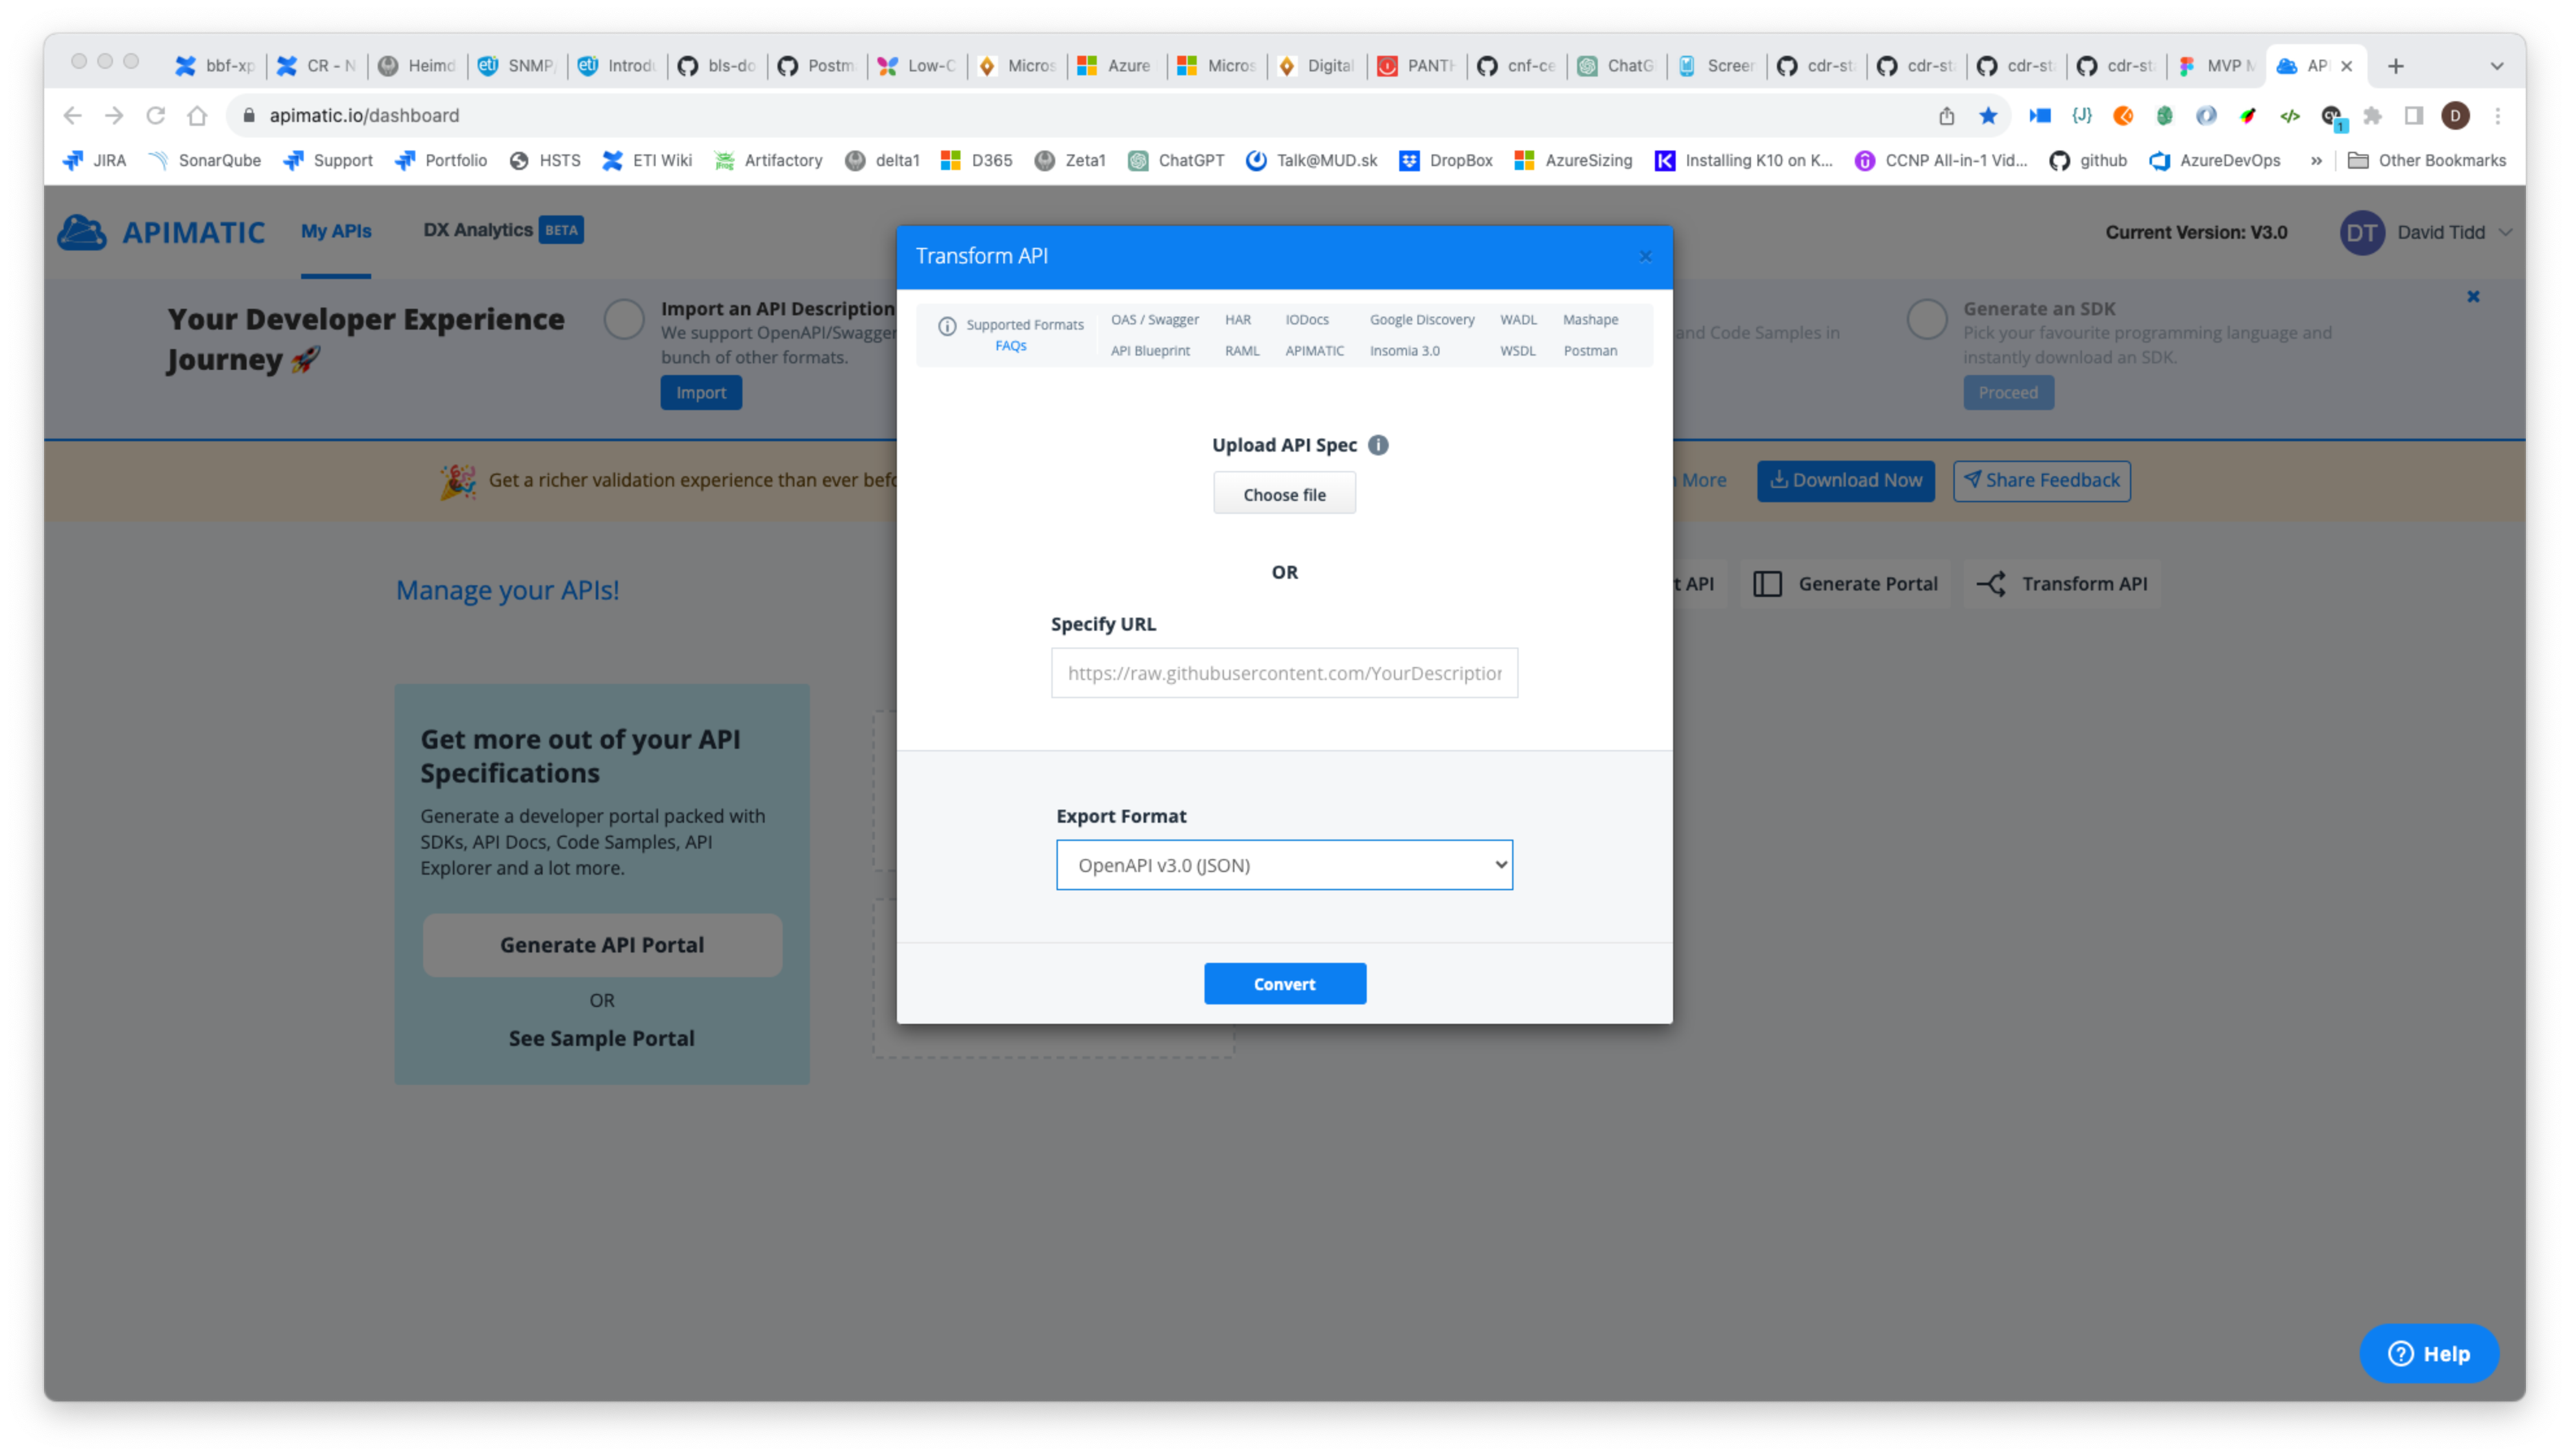 bbf-xp CR - N Heimd SNMP, Introdu bls-do Postm Low-C Micros Azure Micros Digital PANTH cnf-ce ChatG Screer cdr-st cdr-st cdr-st cdr-st MVP M API
apimatic.io/dashboard
JIRA SonarQube Support Portfolio HSTS ETI Wiki Artifactory delta1 D365 Zeta1 ChatGPT Talk@MUD.sk DropBox AzureSizing Installing K10 on K... CCNP All-in-1 Vid... github AzureDevOps » Other Bookmarks
APIMATIC My APIs DX Analytics BETA Current Version: V3.0 DT David Tidd
Your Developer Experience
Journey
Import an API Description
We support OpenAPI/Swagger
bunch of other formats.
Import
and Code Samples in
Generate an SDK
Pick your favourite programming language and
instantly download an SDK.
Proceed
Get a richer validation experience than ever befo
More
Download Now
Share Feedback
Manage your APIs!
t API
Generate Portal
Transform API
Get more out of your API
Specifications
Generate a developer portal packed with
SDKs, API Docs, Code Samples, API
Explorer and a lot more.
Generate API Portal
OR
See Sample Portal
Transform API
Supported Formats
FAQs
OAS / Swagger HAR IODocs Google Discovery WADL Mashape
API Blueprint RAML APIMATIC Insomia 3.0 WSDL Postman
Upload API Spec
Choose file
OR
Specify URL
https://raw.githubusercontent.com/YourDescription
Export Format
OpenAPI v3.0 (JSON)
Convert
Help